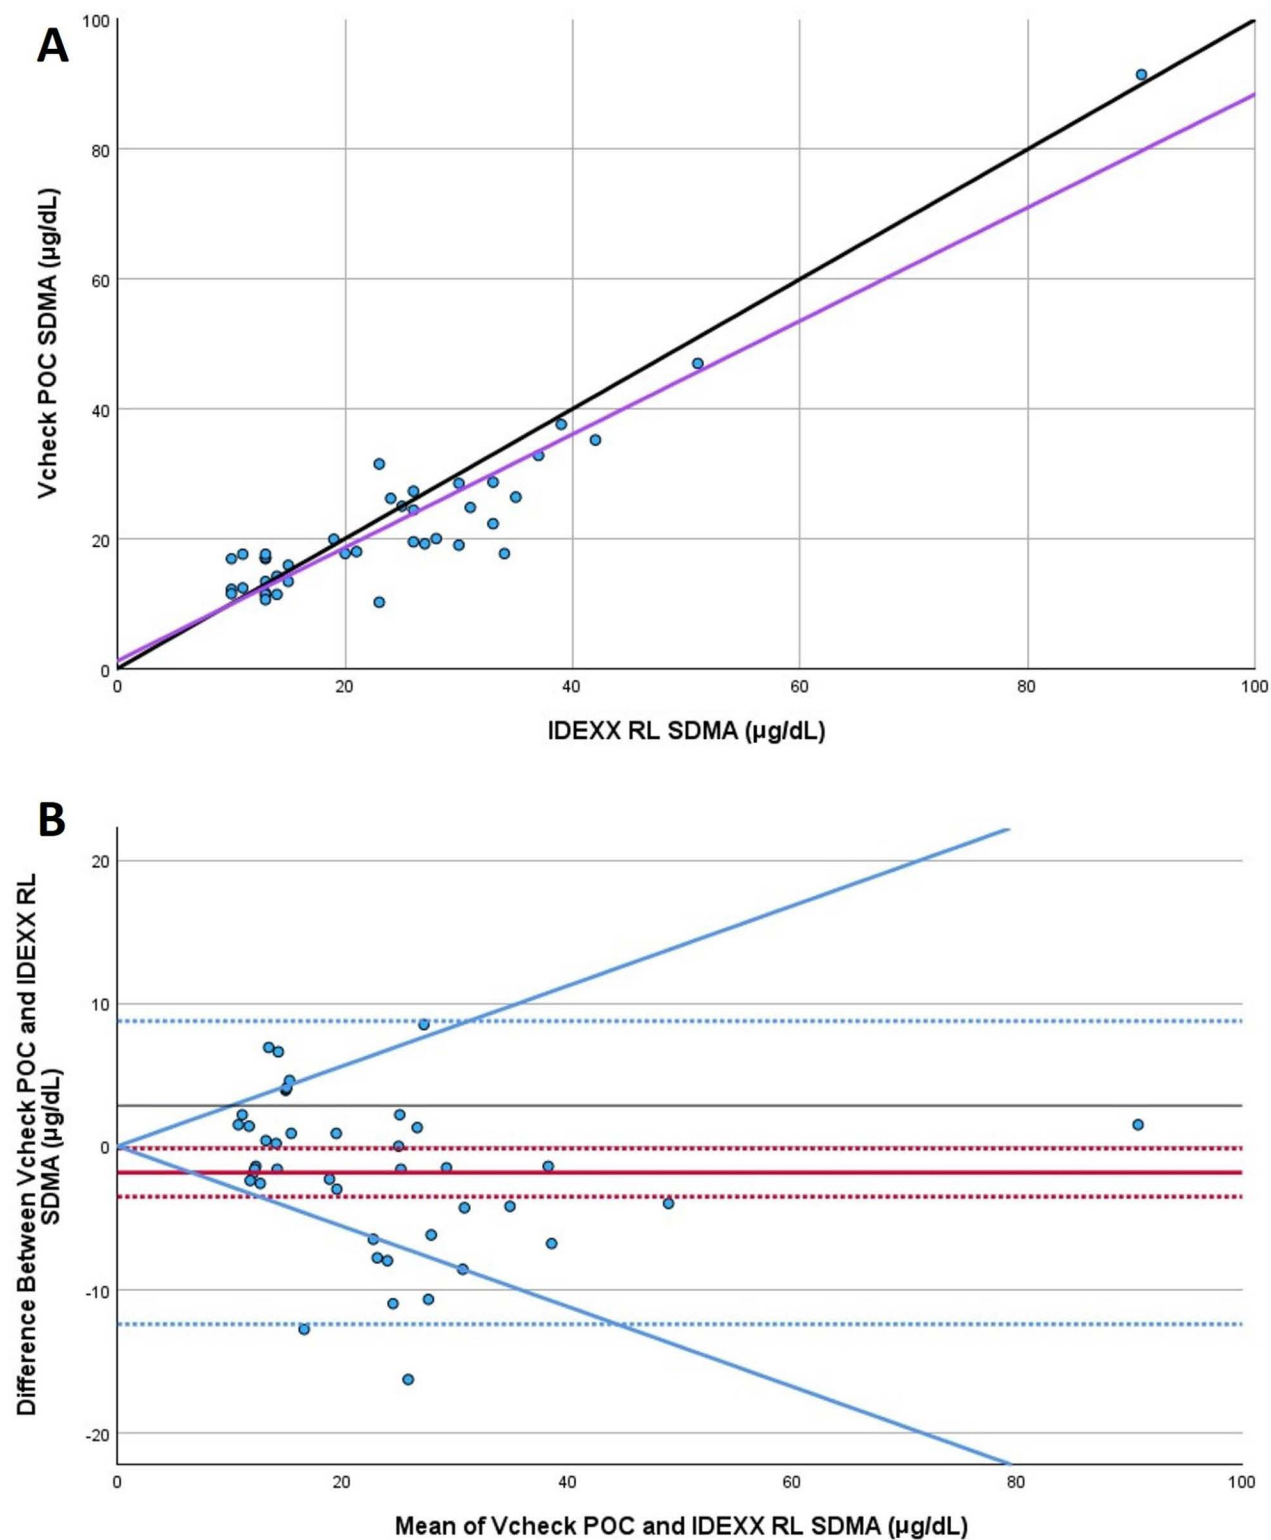 A
100
80
60
40
20
0
Vcheck POC SDMA (µg/dL)
0 20 40 60 80 100
IDEXX RL SDMA (µg/dL)
B
20
10
0
-10
-20
Difference Between Vcheck POC and IDEXX RL
SDMA (µg/dL)
0 20 40 60 80 100
Mean of Vcheck POC and IDEXX RL SDMA (µg/dL)